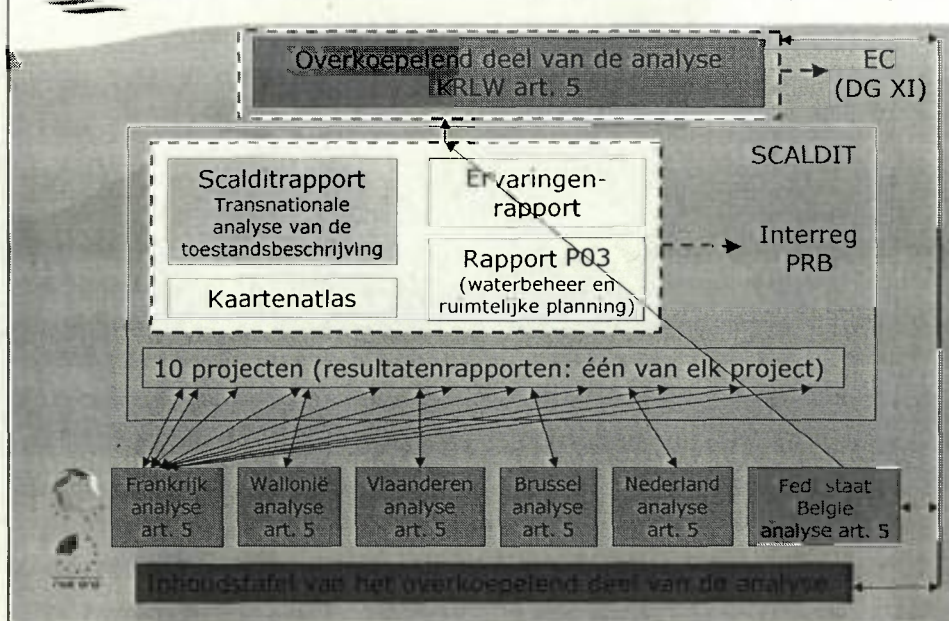 Overkoepelend deel van de analyse
KRLW art. 5
EC
(DG XI)
SCALDIT
Scalditrapport
Transnationale
analyse van de
toestandsbeschrijving
Kaartenatlas
Ervaringen-
rapport
Rapport P03
(waterbeheer en
ruimtelijke planning)
Interreg
PRB
10 projecten (resultatenrapporten: één van elk project)
Frankrijk
analyse
art. 5
Wallonië
analyse
art. 5
Vlaanderen
analyse
art. 5
Brussel
analyse
art. 5
Nederland
analyse
art. 5
Fed. staat
Belgie
analyse art. 5
Inhoudstafel van het overkoepelend deel van de analyse